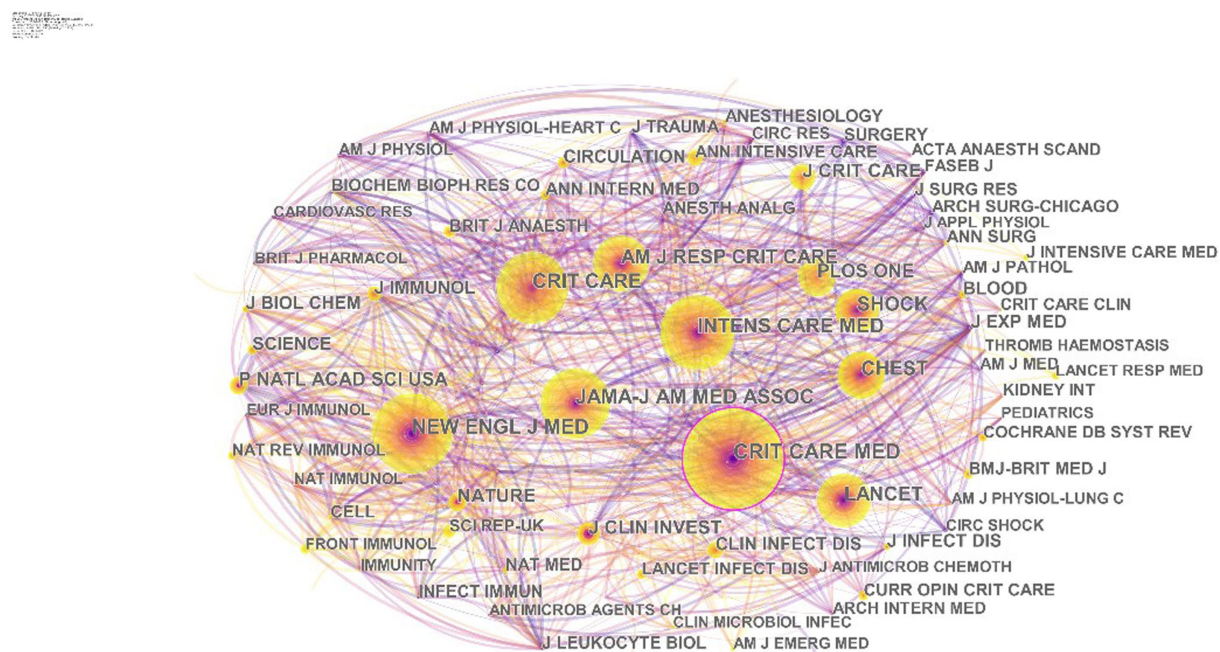 ANESTHESIOLOGY
AM J PHYSIOL-HEART C
J TRAUMA
CIRC RES
SURGERY
AM J PHYSIOL
CIRCULATION
ANN INTENSIVE CARE
ACTA ANAESTH SCAND
J CRIT CARE
FASEB J
BIOCHEM BIOPH RES CO
ANN INTERN MED
J SURG RES
CARDIOVASC RES
ANESTH ANALG
ARCH SURG-CHICAGO
BRIT J ANAESTH
J APPL PHYSIOL
ANN SURG
BRIT J PHARMACOL
AM J RESP CRIT CARE
J INTENSIVE CARE MED
PLOS ONE
AM J PATHOL
CRIT CARE
J IMMUNOL
BLOOD
J BIOL CHEM
SHOCK
CRIT CARE CLIN
INTENS CARE MED
J EXP MED
SCIENCE
THROMB HAEMOSTASIS
CHEST
AM J MED
LANCET RESP MED
P NATL ACAD SCI USA
KIDNEY INT
JAMA-J AM MED ASSOC
EUR J IMMUNOL
PEDIATRICS
NEW ENGL J MED
COCHRANE DB SYST REV
NAT REV IMMUNOL
CRIT CARE MED
BMJ-BRIT MED J
NAT IMMUNOL
NATURE
LANCET
AM J PHYSIOL-LUNG C
CELL
SCI REP-UK
J CLIN INVEST
CIRC SHOCK
FRONT IMMUNOL
CLIN INFECT DIS
J INFECT DIS
IMMUNITY
NAT MED
LANCET INFECT DIS
J ANTIMICROB CHEMOTH
INFECT IMMUN
CURR OPIN CRIT CARE
ANTIMICROB AGENTS CH
ARCH INTERN MED
CLIN MICROBIOL INFEC
J LEUKOCYTE BIOL
AM J EMERG MED